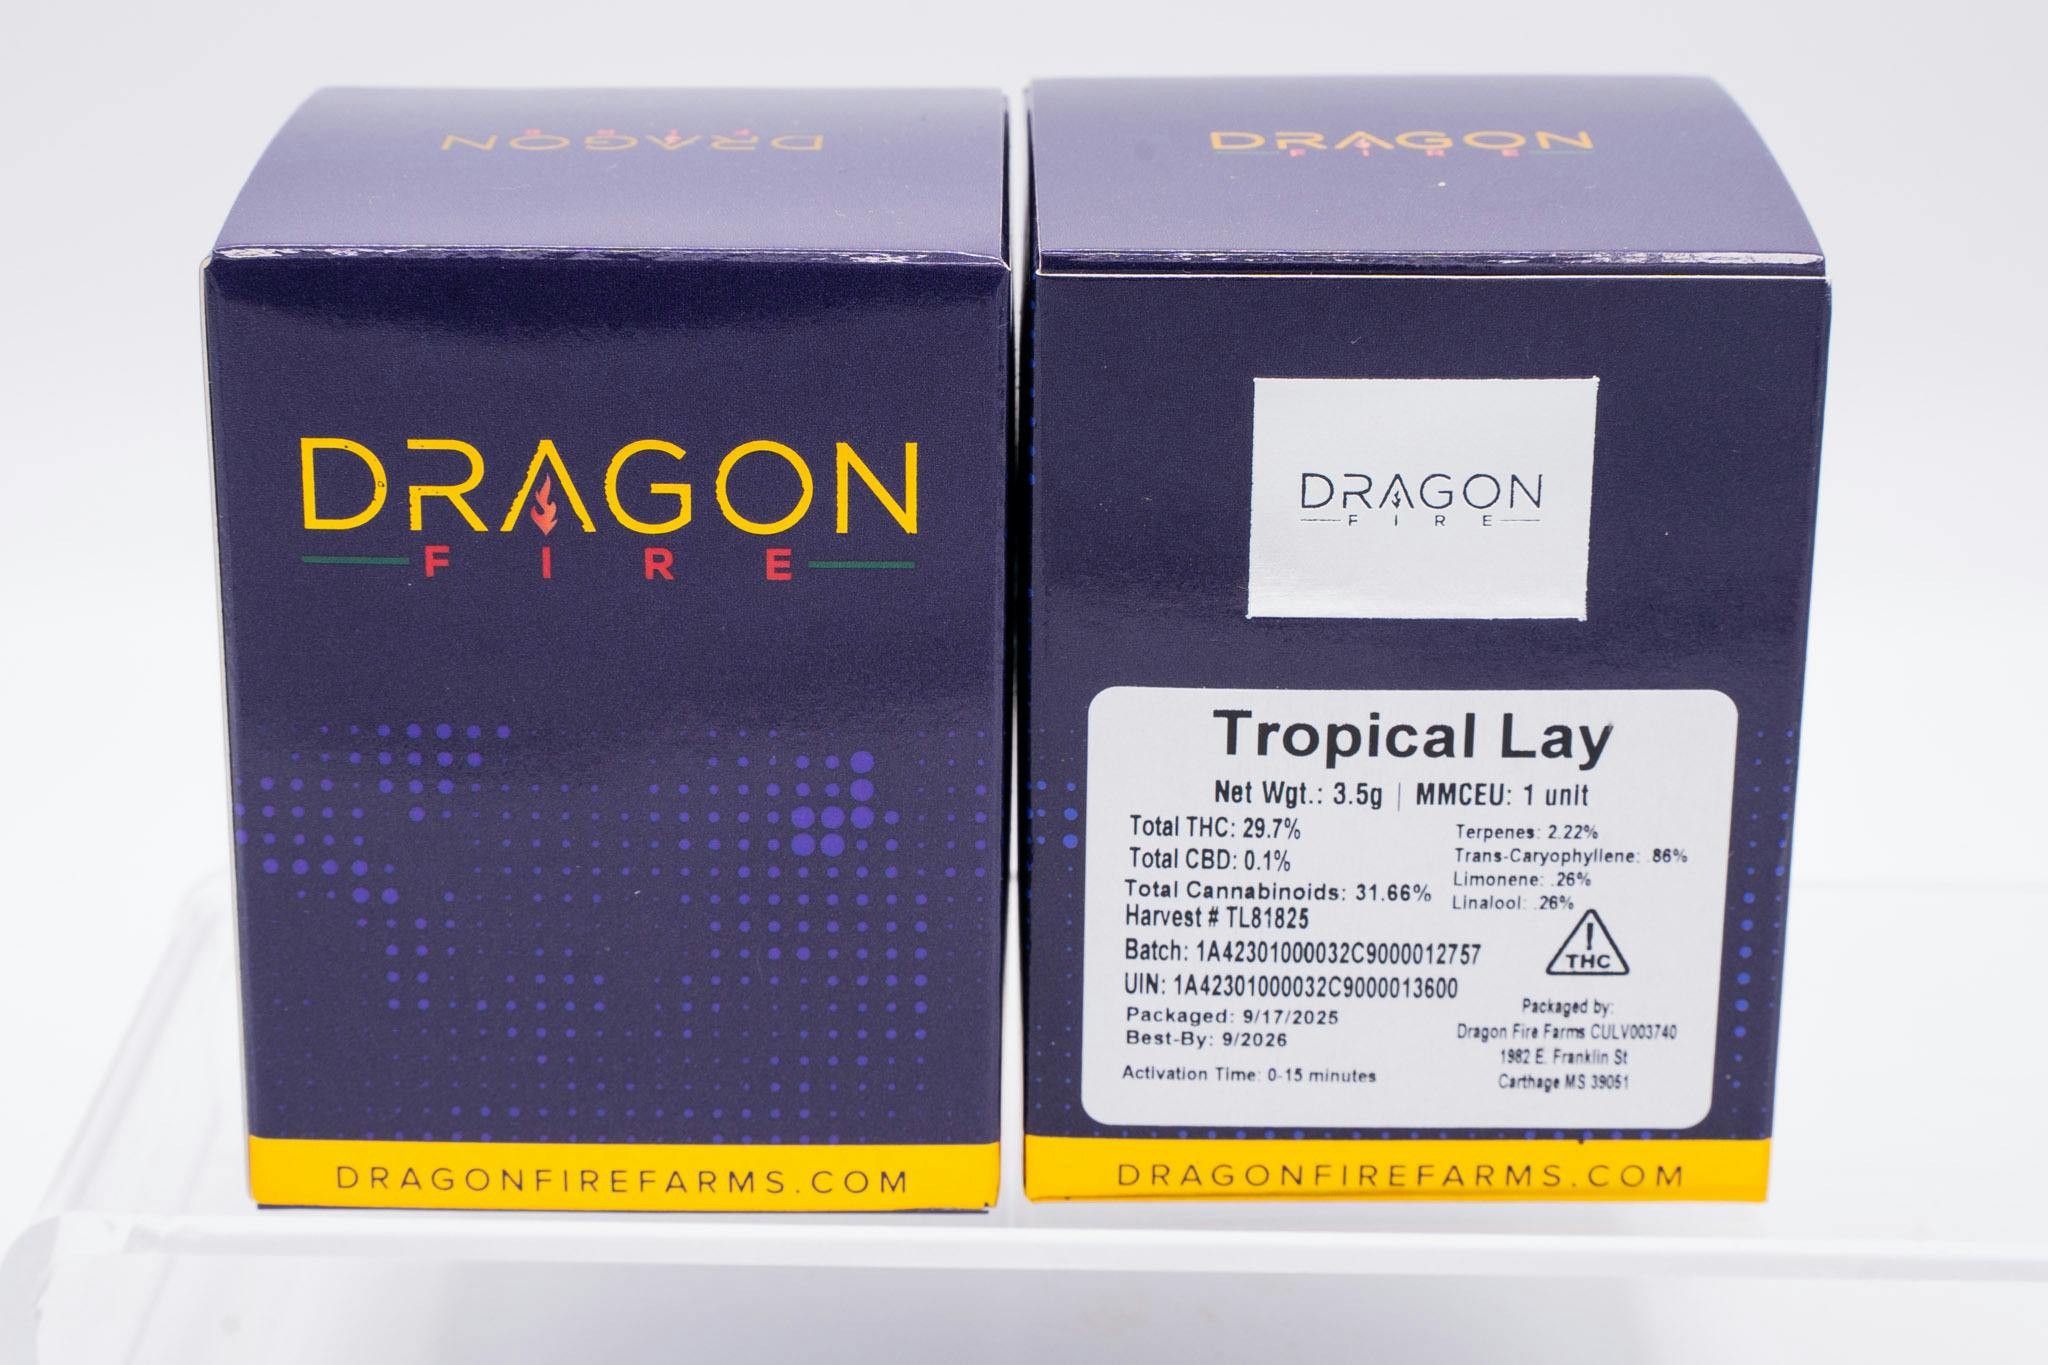 DRAGON
FIRE
DRAGON
FIRE
DRAGONFIREFARMS.COM
DRAGON
FIRE
DRAGON
FIRE
Tropical Lay
Net Wgt.: 3.5g | MMCEU: 1 unit
Total THC: 29.7%
Total CBD: 0.1%
Total Cannabinoids: 31.66%
Harvest # TL81825
Batch: 1A42301000032C9000012757
UIN: 1A42301000032C9000013600
Packaged: 9/17/2025
Best-By: 9/2026
Activation Time: 0-15 minutes
Terpenes: 2.22%
Trans-Caryophyllene: .86%
Limonene: .26%
Linalool: .26%
!
THC
Packaged by:
Dragon Fire Farms CULV003740
1982 E. Franklin St
Carthage MS 39051
DRAGONFIREFARMS.COM